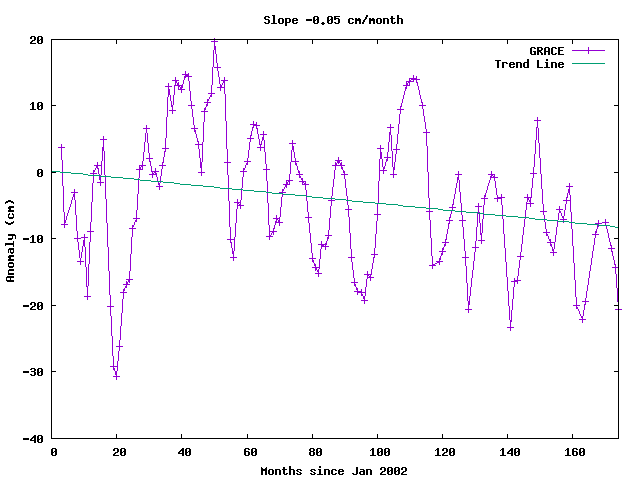 Slope -0.05 cm/month
GRACE
Trend Line
20
10
0
-10
-20
-30
-40
Anomaly (cm)
0 20 40 60 80 100 120 140 160
Months since Jan 2002